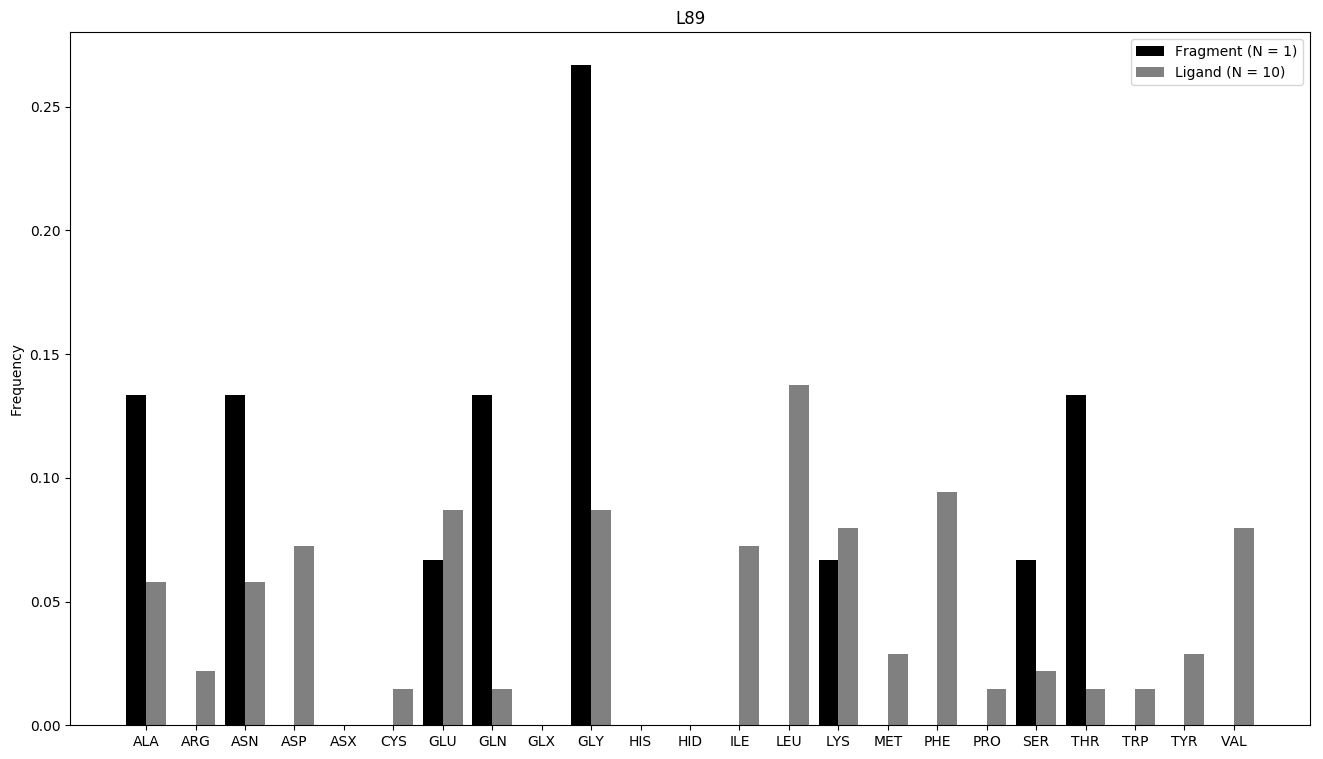 L89
Fragment (N = 1)
Ligand (N = 10)
Frequency
0.25
0.20
0.15
0.10
0.05
0.00
ALA ARG ASN ASP ASX CYS GLU GLN GLX GLY HIS HID ILE LEU LYS MET PHE PRO SER THR TRP TYR VAL